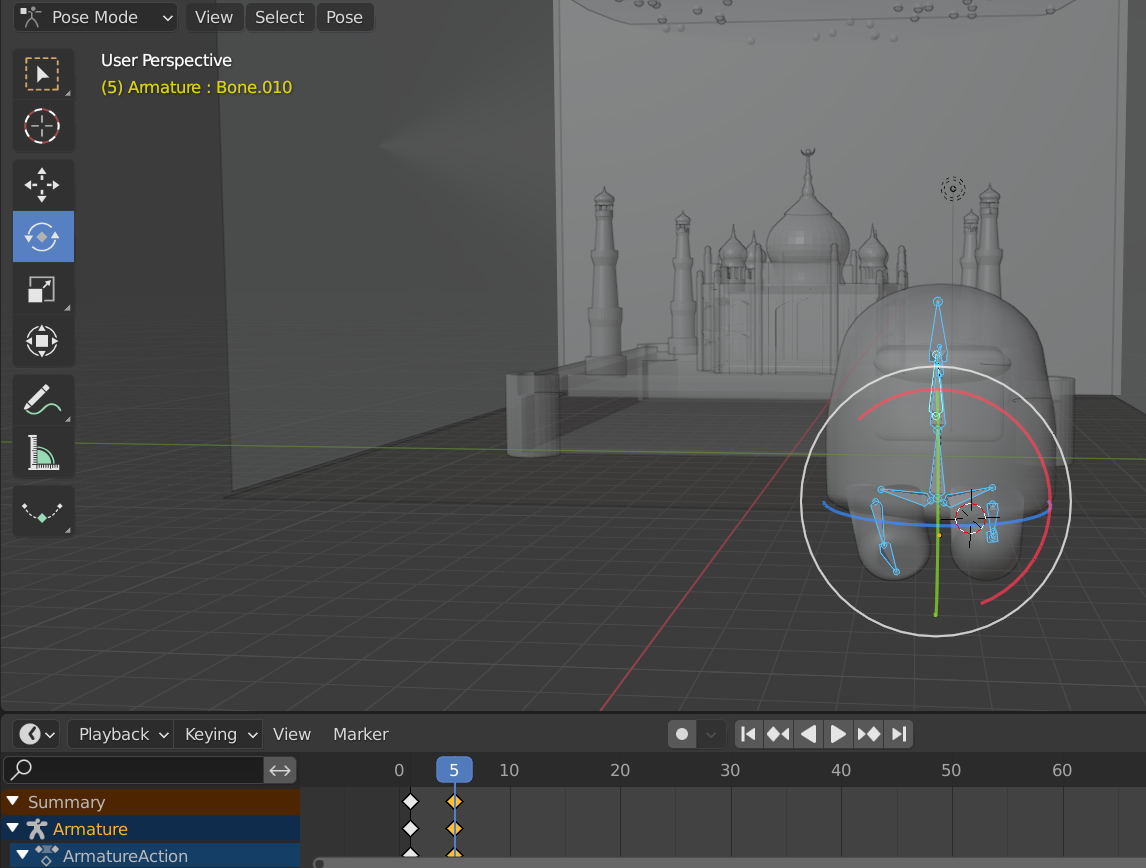 Pose Mode View Select Pose
User Perspective
(5) Armature : Bone.010
Playback Keying View Marker
0 5 10 20 30 40 50 60
Summary
Armature
ArmatureAction